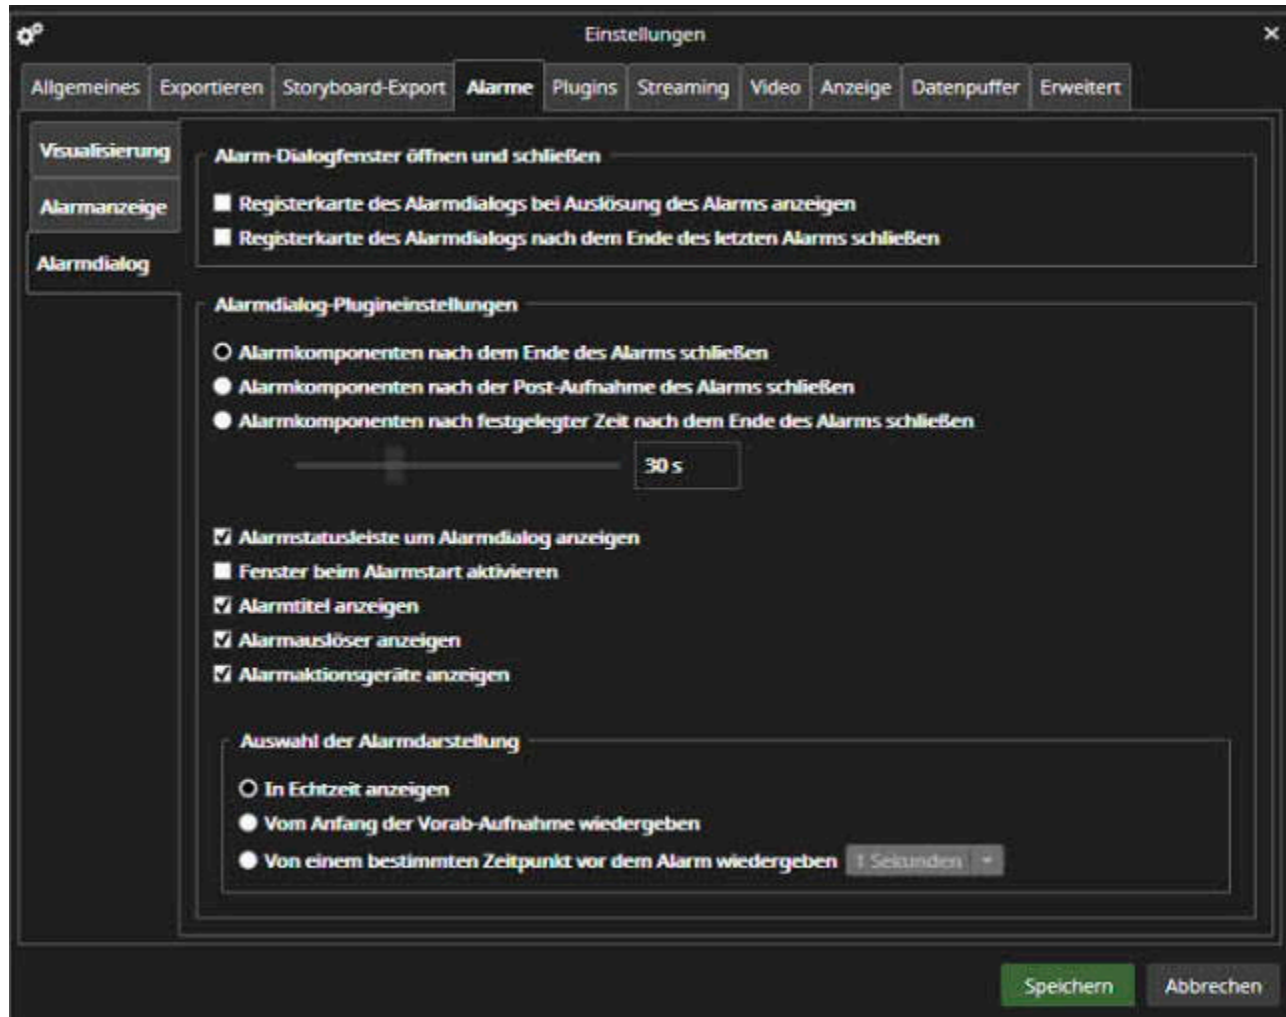 Einstellungen
Allgemeines Exportieren Storyboard-Export Alarme Plugins Streaming Video Anzeige Datenpuffer Erweitert
Visualisierung
Alarmanzeige
Alarmdialog
Alarm-Dialogfenster öffnen und schließen
Registerkarte des Alarmdialogs bei Auslösung des Alarms anzeigen
Registerkarte des Alarmdialogs nach dem Ende des letzten Alarms schließen
Alarmdialog-Plugineinstellungen
Alarmkomponenten nach dem Ende des Alarms schließen
Alarmkomponenten nach der Post-Aufnahme des Alarms schließen
Alarmkomponenten nach festgelegter Zeit nach dem Ende des Alarms schließen
30 s
Alarmstatusleiste um Alarmdialog anzeigen
Fenster beim Alarmstart aktivieren
Alarmtitel anzeigen
Alarmauslöser anzeigen
Alarmaktionsgeräte anzeigen
Auswahl der Alarmdarstellung
In Echtzeit anzeigen
Vom Anfang der Vorab-Aufnahme wiedergeben
Von einem bestimmten Zeitpunkt vor dem Alarm wiedergeben 1 Sekunden
Speichern Abbrechen